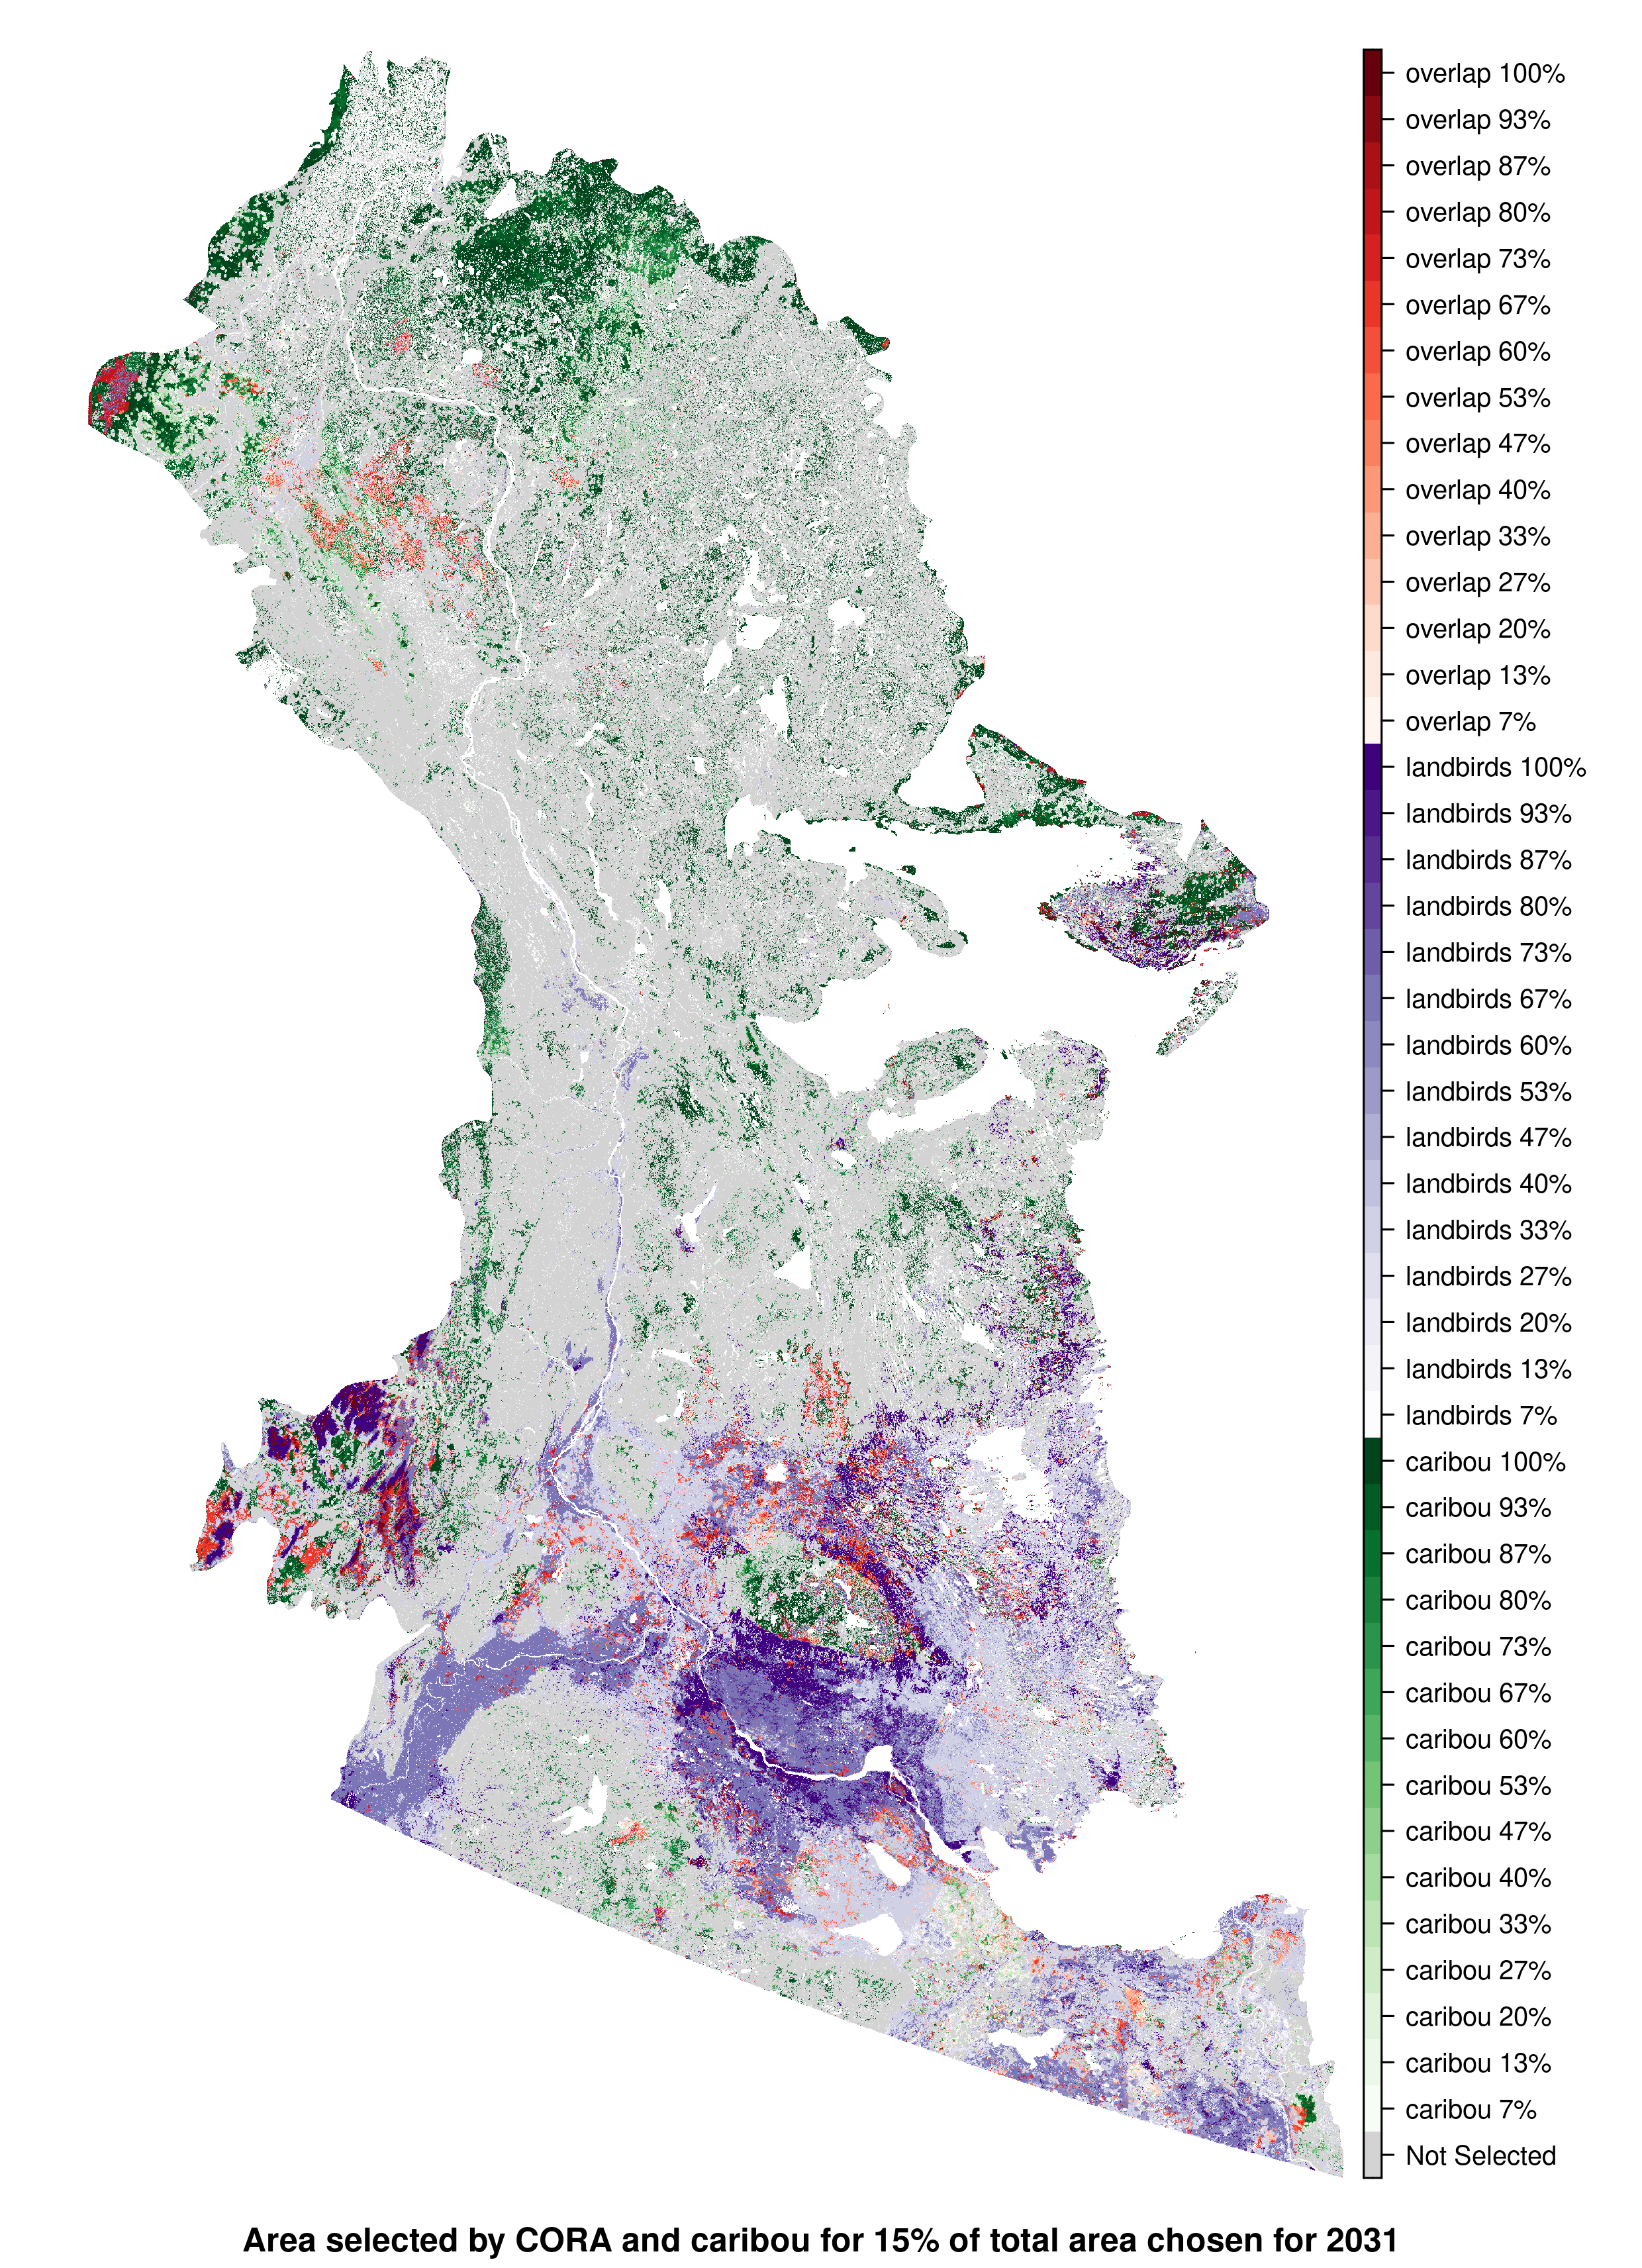 overlap 100%
overlap 93%
overlap 87%
overlap 80%
overlap 73%
overlap 67%
overlap 60%
overlap 53%
overlap 47%
overlap 40%
overlap 33%
overlap 27%
overlap 20%
overlap 13%
overlap 7%
landbirds 100%
landbirds 93%
landbirds 87%
landbirds 80%
landbirds 73%
landbirds 67%
landbirds 60%
landbirds 53%
landbirds 47%
landbirds 40%
landbirds 33%
landbirds 27%
landbirds 20%
landbirds 13%
landbirds 7%
caribou 100%
caribou 93%
caribou 87%
caribou 80%
caribou 73%
caribou 67%
caribou 60%
caribou 53%
caribou 47%
caribou 40%
caribou 33%
caribou 27%
caribou 20%
caribou 13%
caribou 7%
Not Selected
Area selected by CORA and caribou for 15% of total area chosen for 2031